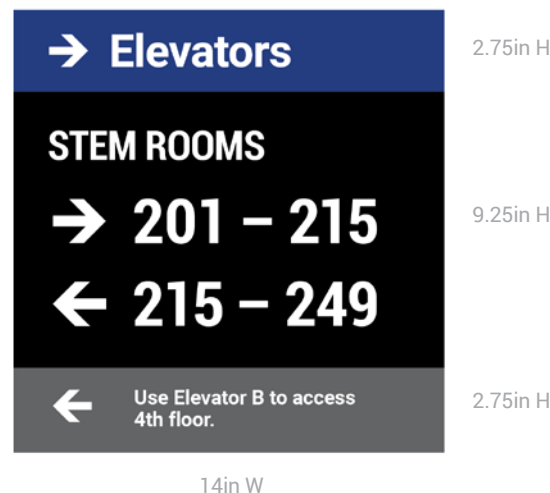 → Elevators
2.75in H
STEM ROOMS
→ 201 – 215
9.25in H
← 215 – 249
← Use Elevator B to access
4th floor.
2.75in H
14in W